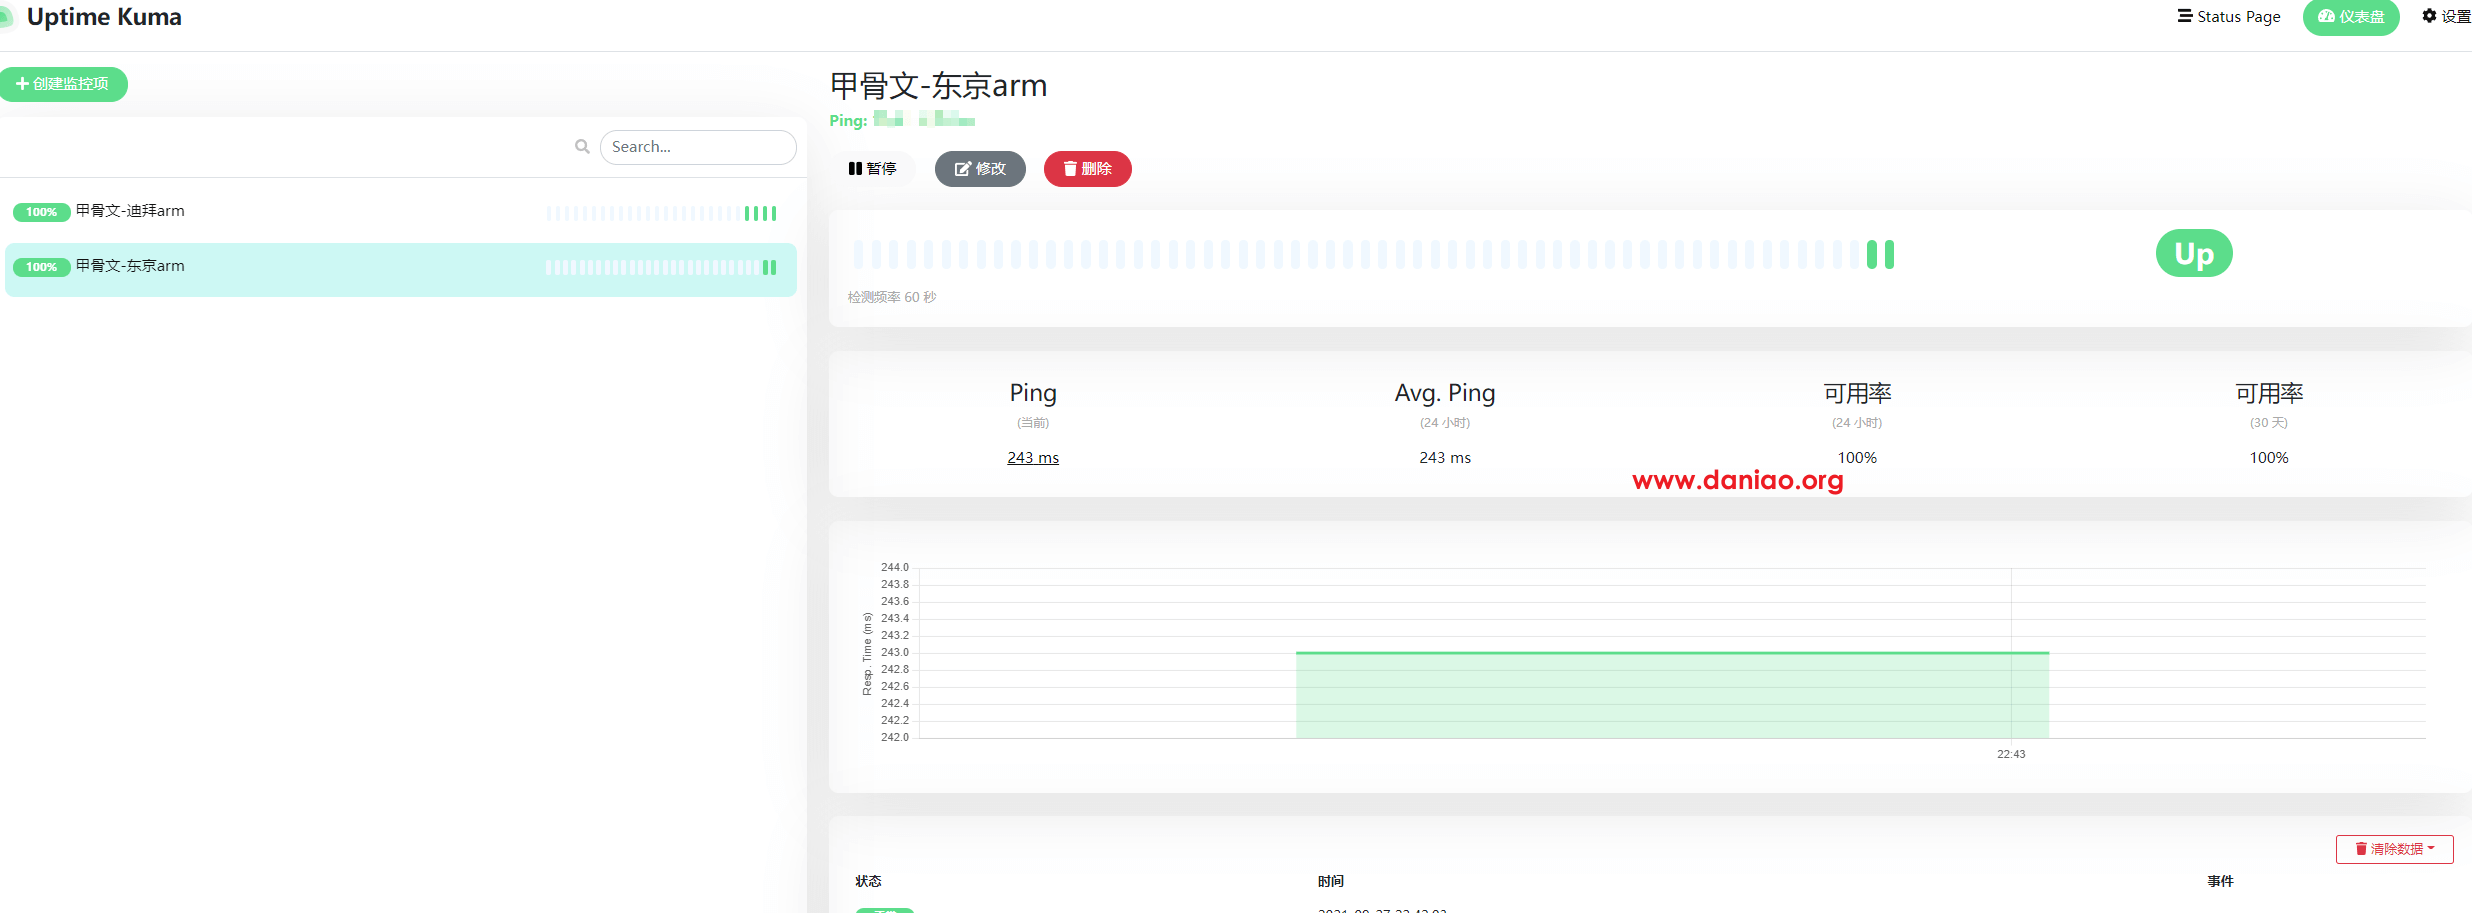 Uptime Kuma
Status Page
仪表盘
设置
创建监控项
Search...
100% 甲骨文-迪拜arm
100% 甲骨文-东京arm
甲骨文-东京arm
Ping:
暂停
修改
删除
Up
检测频率 60 秒
Ping
(当前)
243 ms
Avg. Ping
(24 小时)
243 ms
可用率
(24 小时)
100%
可用率
(30 天)
100%
www.daniao.org
Resp. Time (ms)
244.0
243.8
243.6
243.4
243.2
243.0
242.8
242.6
242.4
242.2
242.0
22:43
清除数据
状态
时间
事件